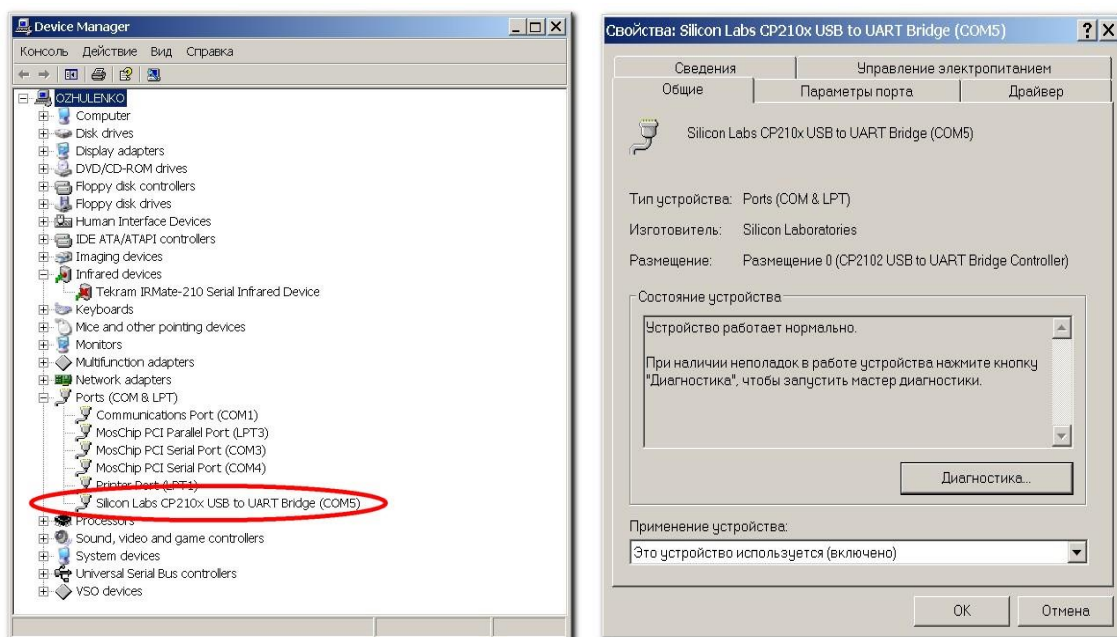 Device Manager
Консоль Действие Вид Справка
OZHULENKO
Computer
Disk drives
Display adapters
DVD/CD-ROM drives
Floppy disk controllers
Floppy disk drives
Human Interface Devices
IDE ATA/ATAPI controllers
Imaging devices
Infrared devices
Tekram IRMate-210 Serial Infrared Device
Keyboards
Mice and other pointing devices
Monitors
Multifunction adapters
Network adapters
Ports (COM & LPT)
Communications Port (COM1)
MosChip PCI Parallel Port (LPT3)
MosChip PCI Serial Port (COM3)
MosChip PCI Serial Port (COM4)
Printer Port (LPT1)
Silicon Labs CP210x USB to UART Bridge (COM5)
Processors
Sound, video and game controllers
System devices
Universal Serial Bus controllers
VSO devices
Свойства: Silicon Labs CP210x USB to UART Bridge (COM5)
Сведения Управление электропитанием
Общие Параметры порта Драйвер
Silicon Labs CP210x USB to UART Bridge (COM5)
Тип устройства: Ports (COM & LPT)
Изготовитель: Silicon Laboratories
Размещение: Размещение 0 (CP2102 USB to UART Bridge Controller)
Состояние устройства
Устройство работает нормально.
При наличии неполадок в работе устройства нажмите кнопку
"Диагностика", чтобы запустить мастер диагностики.
Диагностика...
Применение устройства:
Это устройство используется (включено)
OK Отмена